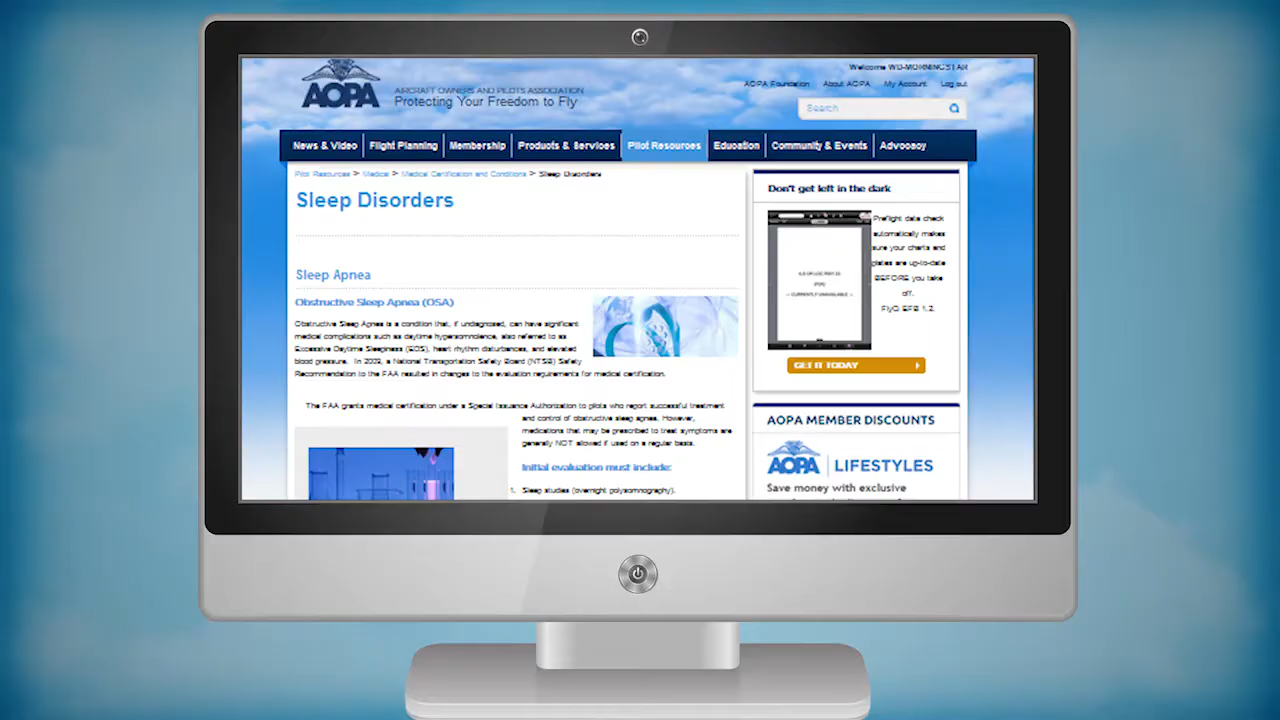 Welcome WD-MORNINGSTAR
AOPA Foundation About AOPA My Account Log out
AOPA
AIRCRAFT OWNERS AND PILOTS ASSOCIATION
Protecting Your Freedom to Fly
Search
News & Video Flight Planning Membership Products & Services Pilot Resources Education Community & Events Advocacy
Pilot Resources > Medical > Medical Certification and Conditions > Sleep Disorders
Sleep Disorders
Sleep Apnea
Obstructive Sleep Apnea (OSA)
Obstructive Sleep Apnea is a condition that, if undiagnosed, can have significant
medical complications such as daytime hypersomnolence, also referred to as
Excessive Daytime Sleepiness (EDS), heart rhythm disturbances, and elevated
blood pressure. In 2009, a National Transportation Safety Board (NTSB) Safety
Recommendation to the FAA resulted in changes to the evaluation requirements for medical certification.
The FAA grants medical certification under a Special Issuance Authorization to pilots who report successful treatment
and control of obstructive sleep apnea. However,
medications that may be prescribed to treat symptoms are
generally NOT allowed if used on a regular basis.
Initial evaluation must include:
1. Sleep studies (overnight polysomnography).
Don't get left in the dark
Preflight data check
automatically makes
sure your charts and
plates are up-to-date
BEFORE you take
off.
FlyQ EFB 1.2.
CURRENTLY UNAVAILABLE
GET IT TODAY
AOPA MEMBER DISCOUNTS
AOPA LIFESTYLES
Save money with exclusive